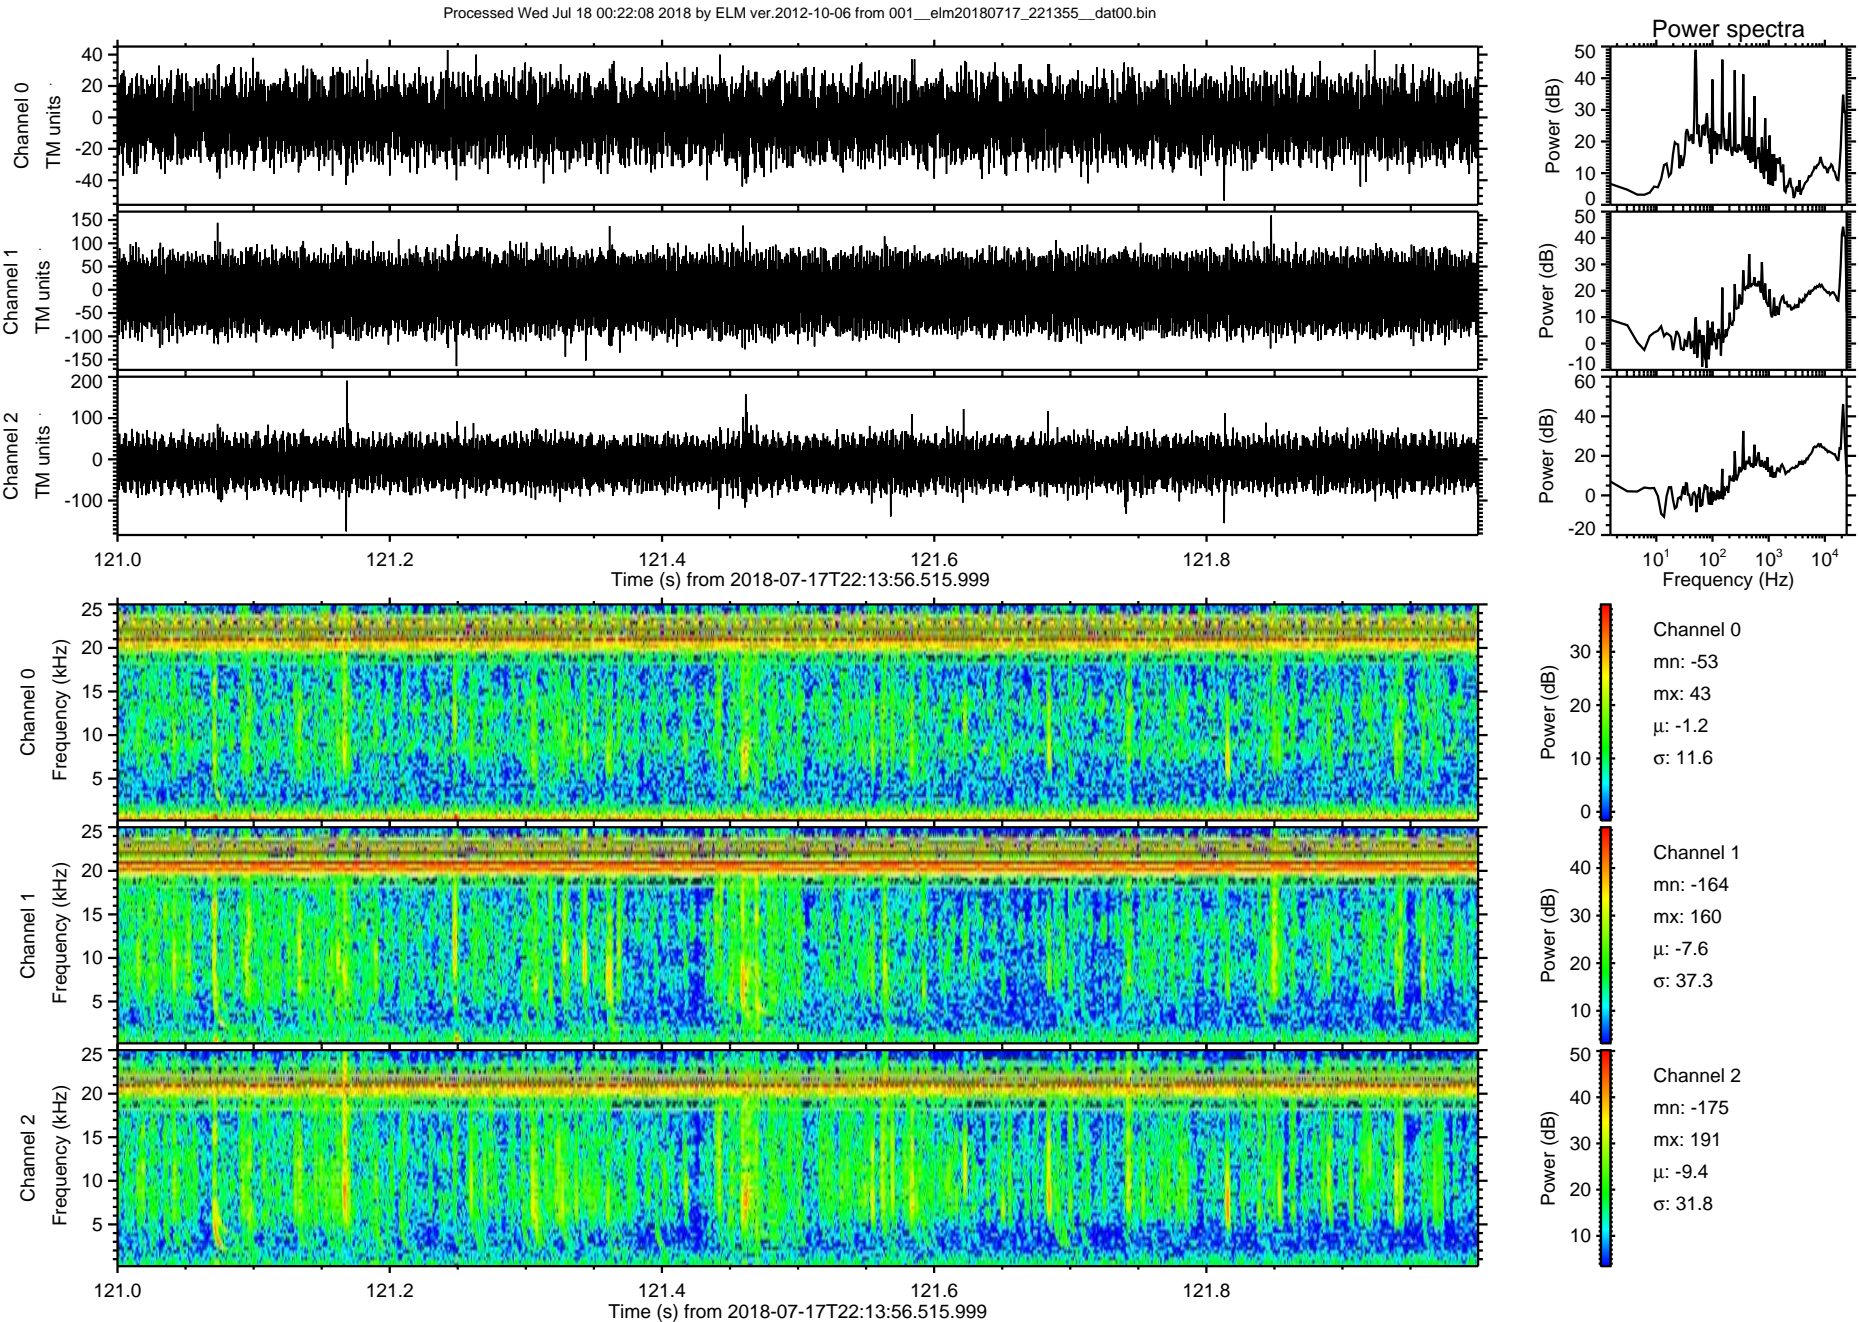 Processed Wed Jul 18 00:22:08 2018 by ELM ver.2012-10-06 from 001__elm20180717_221355__dat00.bin
Power spectra
Channel 0
TM units
40
20
0
-20
-40
Power (dB)
50
40
30
20
10
0
Channel 1
TM units
150
100
50
0
-50
-100
-150
Power (dB)
50
40
30
20
10
0
-10
Channel 2
TM units
200
100
0
-100
Power (dB)
60
40
20
0
-20
121.0 121.2 121.4 121.6 121.8
Time (s) from 2018-07-17T22:13:56.515.999
10^1 10^2 10^3 10^4
Frequency (Hz)
Channel 0
Frequency (kHz)
25
20
15
10
5
Power (dB)
30
20
10
0
Channel 0
mn: -53
mx: 43
μ: -1.2
σ: 11.6
Channel 1
Frequency (kHz)
25
20
15
10
5
Power (dB)
40
30
20
10
Channel 1
mn: -164
mx: 160
μ: -7.6
σ: 37.3
Channel 2
Frequency (kHz)
25
20
15
10
5
Power (dB)
50
40
30
20
10
Channel 2
mn: -175
mx: 191
μ: -9.4
σ: 31.8
121.0 121.2 121.4 121.6 121.8
Time (s) from 2018-07-17T22:13:56.515.999